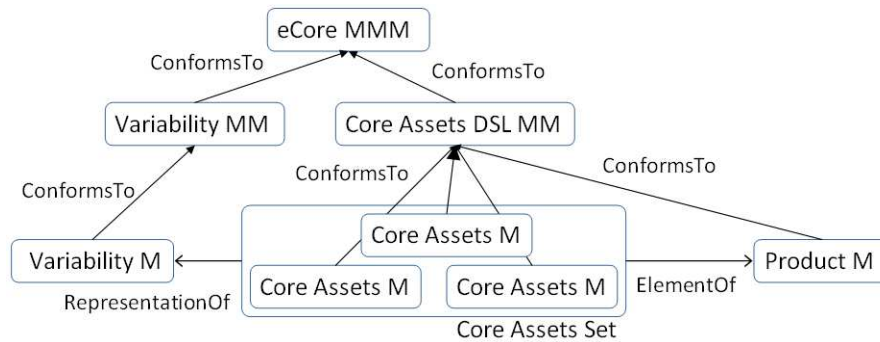 eCore MMM
ConformsTo
ConformsTo
Variability MM
Core Assets DSL MM
ConformsTo
ConformsTo
ConformsTo
Core Assets M
Variability M
Core Assets M
Core Assets M
Product M
RepresentationOf
ElementOf
Core Assets Set